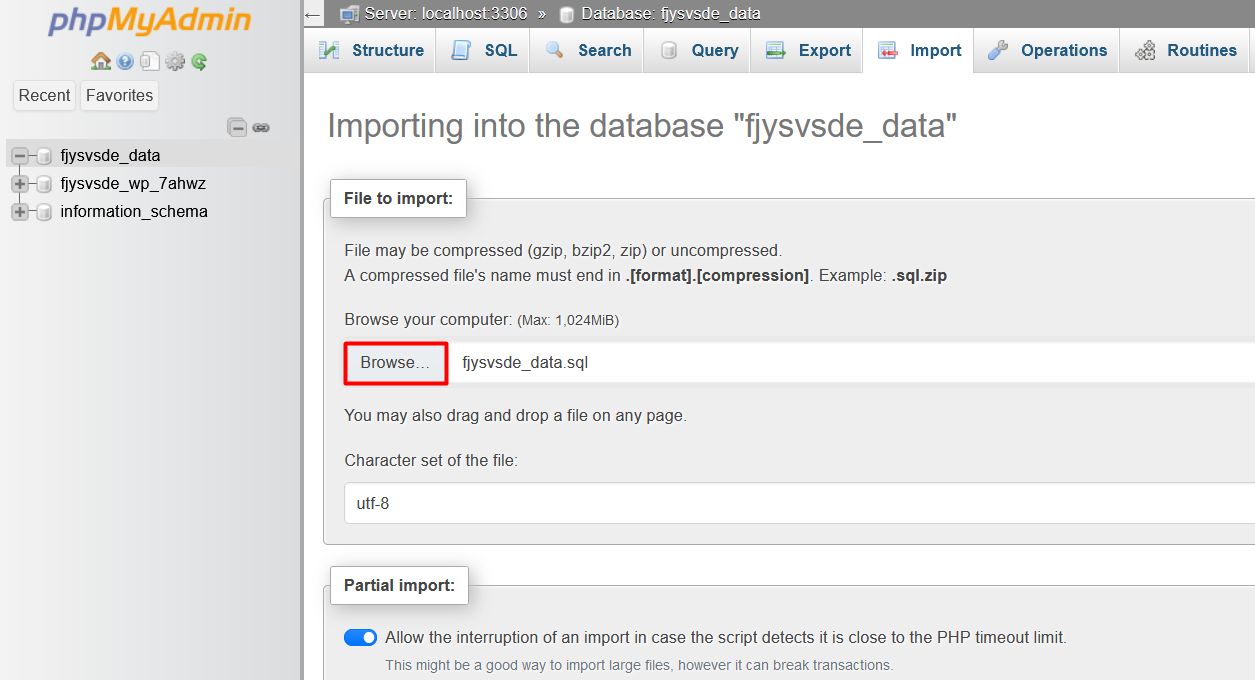 phpMyAdmin
Recent
Favorites
fjysvsde_data
fjysvsde_wp_7ahwz
information_schema
Server: localhost:3306 » Database: fjysvsde_data
Structure SQL Search Query Export Import Operations Routines
Importing into the database "fjysvsde_data"
File to import:
File may be compressed (gzip, bzip2, zip) or uncompressed.
A compressed file's name must end in .[format].[compression]. Example: .sql.zip
Browse your computer: (Max: 1,024MiB)
Browse... fjysvsde_data.sql
You may also drag and drop a file on any page.
Character set of the file:
utf-8
Partial import:
Allow the interruption of an import in case the script detects it is close to the PHP timeout limit.
This might be a good way to import large files, however it can break transactions.